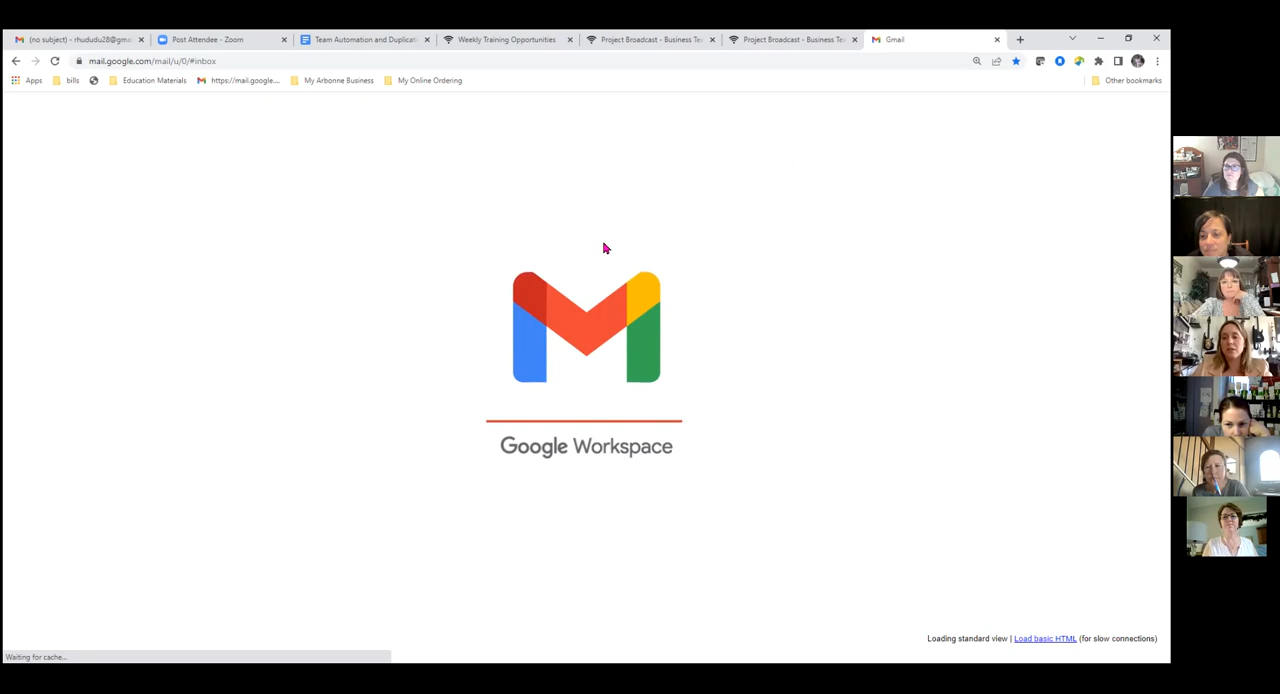 (no subject) - rhududu28@gma
Post Attendee - Zoom
Team Automation and Duplicati
Weekly Training Opportunities
Project Broadcast - Business Te
Project Broadcast - Business Te
Gmail
mail.google.com/mail/u/0/#inbox
Apps
bills
Education Materials
https://mail.google...
My Arbonne Business
My Online Ordering
Other bookmarks
Google Workspace
Loading standard view | Load basic HTML (for slow connections)
Waiting for cache...